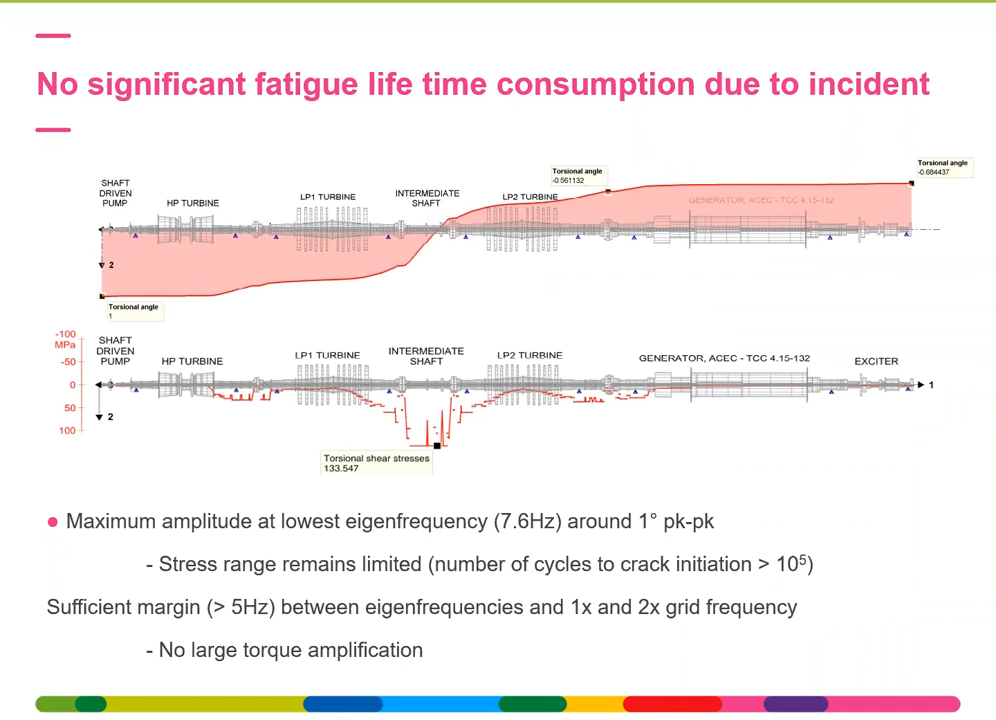 No significant fatigue life time consumption due to incident
Torsional angle
-0.684437
Torsional angle
-0.561132
SHAFT
DRIVEN
PUMP
HP TURBINE
LP1 TURBINE
INTERMEDIATE
SHAFT
LP2 TURBINE
GENERATOR, ACEC - TCC 4.15-132
2
Torsional angle
1
-100
MPa
-50
0
50
100
SHAFT
DRIVEN
PUMP
HP TURBINE
LP1 TURBINE
INTERMEDIATE
SHAFT
LP2 TURBINE
GENERATOR, ACEC - TCC 4.15-132
EXCITER
1
2
Torsional shear stresses
133.547
● Maximum amplitude at lowest eigenfrequency (7.6Hz) around 1° pk-pk
- Stress range remains limited (number of cycles to crack initiation > 10⁵)
Sufficient margin (> 5Hz) between eigenfrequencies and 1x and 2x grid frequency
- No large torque amplification